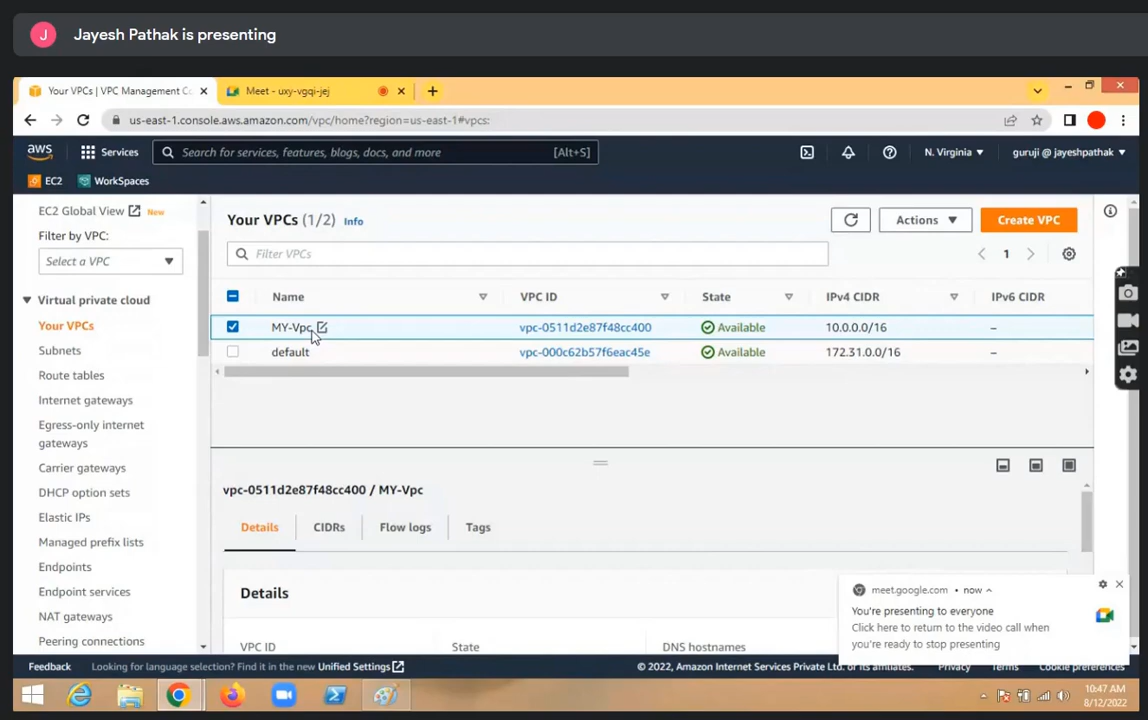 J Jayesh Pathak is presenting
Your VPCs | VPC Management Co
Meet - uxy-vgqi-jej
us-east-1.console.aws.amazon.com/vpc/home?region=us-east-1#vpcs:
aws Services Search for services, features, blogs, docs, and more [Alt+S] N. Virginia guruji @ jayeshpathak
EC2 WorkSpaces
EC2 Global View New
Filter by VPC:
Select a VPC
Virtual private cloud
Your VPCs
Subnets
Route tables
Internet gateways
Egress-only internet
gateways
Carrier gateways
DHCP option sets
Elastic IPs
Managed prefix lists
Endpoints
Endpoint services
NAT gateways
Peering connections
Your VPCs (1/2) Info Actions Create VPC
Filter VPCs 1
Name VPC ID State IPv4 CIDR IPv6 CIDR
MY-Vpc vpc-0511d2e87f48cc400 Available 10.0.0.0/16 –
default vpc-000c62b57f6eac45e Available 172.31.0.0/16 –
vpc-0511d2e87f48cc400 / MY-Vpc
Details CIDRs Flow logs Tags
Details
VPC ID State DNS hostnames
meet.google.com • now
You're presenting to everyone
Click here to return to the video call when
you're ready to stop presenting
Feedback Looking for language selection? Find it in the new Unified Settings © 2022, Amazon Internet Services Private Ltd. or its affiliates. Privacy Terms Cookie preferences
10:47 AM
8/12/2022